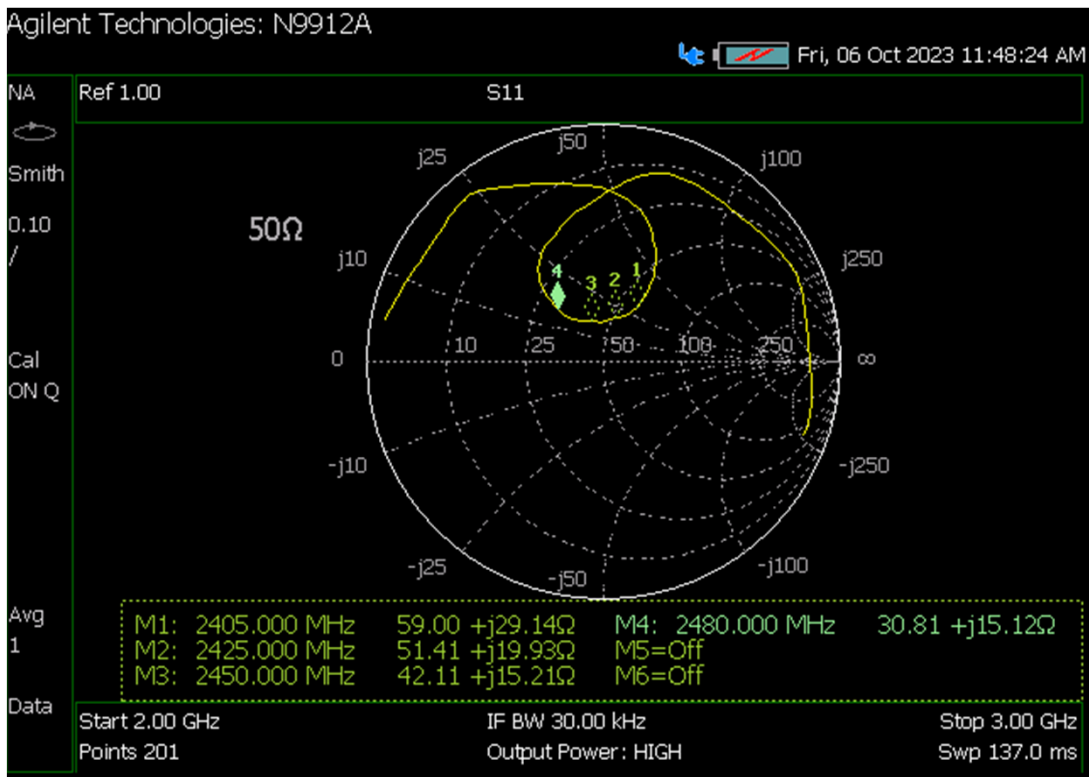 Agilent Technologies: N9912A
Fri, 06 Oct 2023 11:48:24 AM
NA
Ref 1.00
S11
Smith
0.10
/
Cal
ON Q
Avg
1
Data
50Ω
j50
j25
j100
j10
j250
4
3
2
1
0
10
25
50
100
250
∞
-j10
-j250
-j25
-j50
-j100
M1: 2405.000 MHz 59.00 +j29.14Ω
M2: 2425.000 MHz 51.41 +j19.93Ω
M3: 2450.000 MHz 42.11 +j15.21Ω
M4: 2480.000 MHz 30.81 +j15.12Ω
M5=Off
M6=Off
Start 2.00 GHz
IF BW 30.00 kHz
Stop 3.00 GHz
Points 201
Output Power: HIGH
Swp 137.0 ms